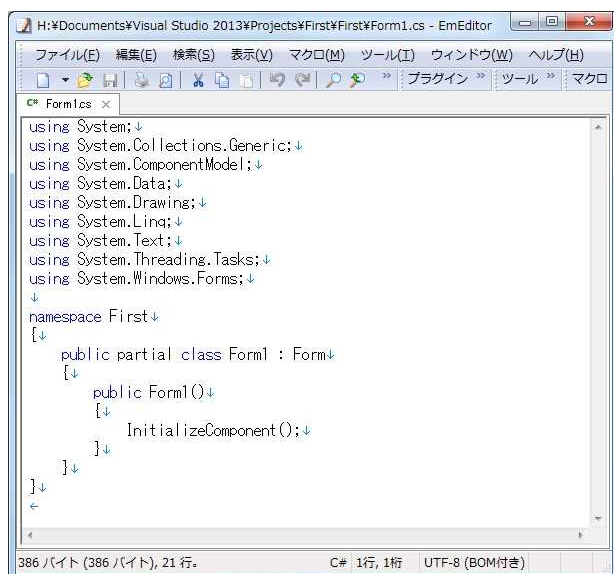 H:¥Documents¥Visual Studio 2013¥Projects¥First¥First¥Form1.cs - EmEditor
ファイル(F) 編集(E) 検索(S) 表示(V) マクロ(M) ツール(T) ウィンドウ(W) ヘルプ(H)
» プラグイン » ツール » マクロ
C# Form1.cs ×
using System;↓
using System.Collections.Generic;↓
using System.ComponentModel;↓
using System.Data;↓
using System.Drawing;↓
using System.Linq;↓
using System.Text;↓
using System.Threading.Tasks;↓
using System.Windows.Forms;↓
↓
namespace First↓
{↓
    public partial class Form1 : Form↓
    {↓
        public Form1()↓
        {↓
            InitializeComponent();↓
        }↓
    }↓
}↓
←
386 バイト (386 バイト), 21 行。 C# 1行, 1桁 UTF-8 (BOM付き)